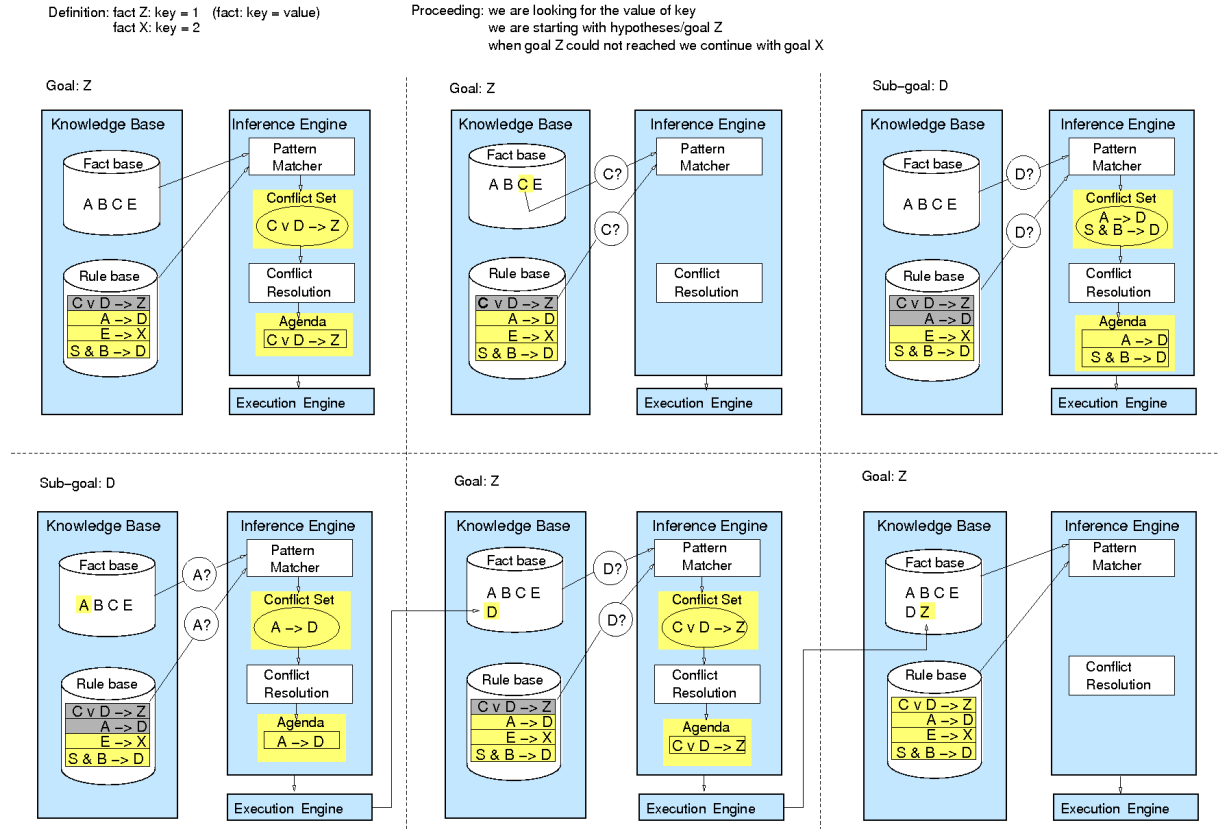 Definition: fact Z: key = 1 (fact: key = value)
fact X: key = 2
Proceeding: we are looking for the value of key
we are starting with hypotheses/goal Z
when goal Z could not reached we continue with goal X
Goal: Z
Knowledge Base
Fact base
A B C E
Rule base
C v D -> Z
A -> D
E -> X
S & B -> D
Inference Engine
Pattern
Matcher
Conflict Set
C v D -> Z
Conflict
Resolution
Agenda
C v D -> Z
Execution Engine
Goal: Z
Knowledge Base
Fact base
A B C E
Rule base
C v D -> Z
A -> D
E -> X
S & B -> D
C?
C?
Inference Engine
Pattern
Matcher
Conflict
Resolution
Execution Engine
Sub-goal: D
Knowledge Base
Fact base
A B C E
Rule base
C v D -> Z
A -> D
E -> X
S & B -> D
D?
D?
Inference Engine
Pattern
Matcher
Conflict Set
A -> D
S & B -> D
Conflict
Resolution
Agenda
A -> D
S & B -> D
Execution Engine
Sub-goal: D
Knowledge Base
Fact base
A B C E
Rule base
C v D -> Z
A -> D
E -> X
S & B -> D
A?
A?
Inference Engine
Pattern
Matcher
Conflict Set
A -> D
Conflict
Resolution
Agenda
A -> D
Execution Engine
Goal: Z
Knowledge Base
Fact base
A B C E
D
Rule base
C v D -> Z
A -> D
E -> X
S & B -> D
D?
D?
Inference Engine
Pattern
Matcher
Conflict Set
C v D -> Z
Conflict
Resolution
Agenda
C v D -> Z
Execution Engine
Goal: Z
Knowledge Base
Fact base
A B C E
D Z
Rule base
C v D -> Z
A -> D
E -> X
S & B -> D
Inference Engine
Pattern
Matcher
Conflict
Resolution
Execution Engine